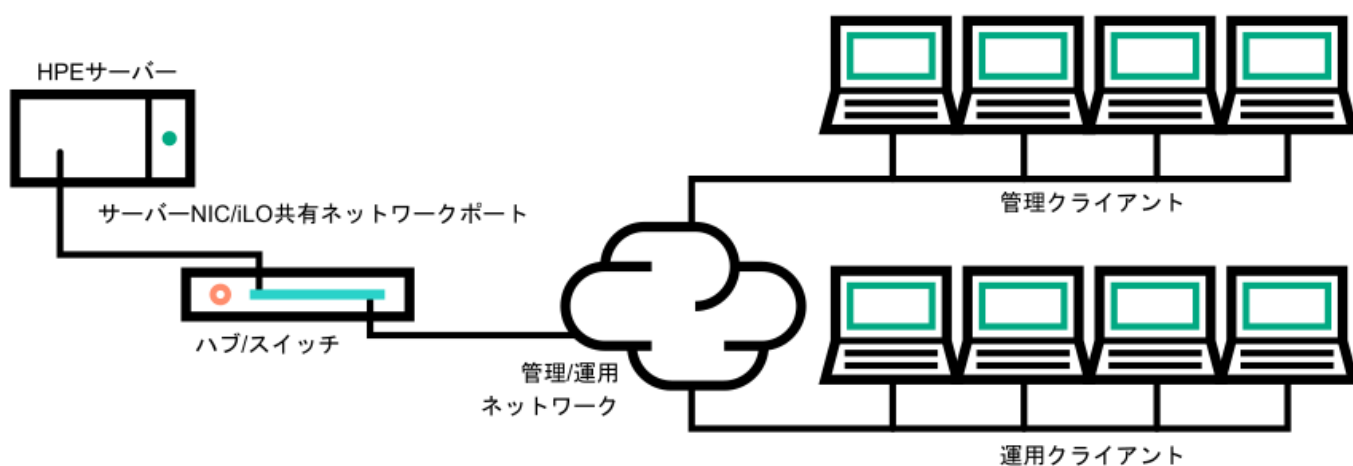 HPEサーバー
サーバーNIC/iLO共有ネットワークポート
ハブ/スイッチ
管理/運用
ネットワーク
管理クライアント
運用クライアント